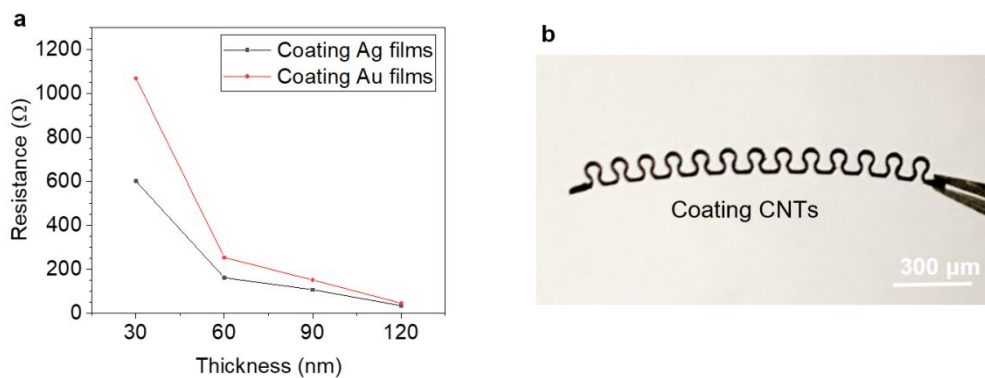 a
1200
1000
800
600
400
200
0
Resistance (Ω)
Coating Ag films
Coating Au films
30 60 90 120
Thickness (nm)
b
Coating CNTs
300 μm